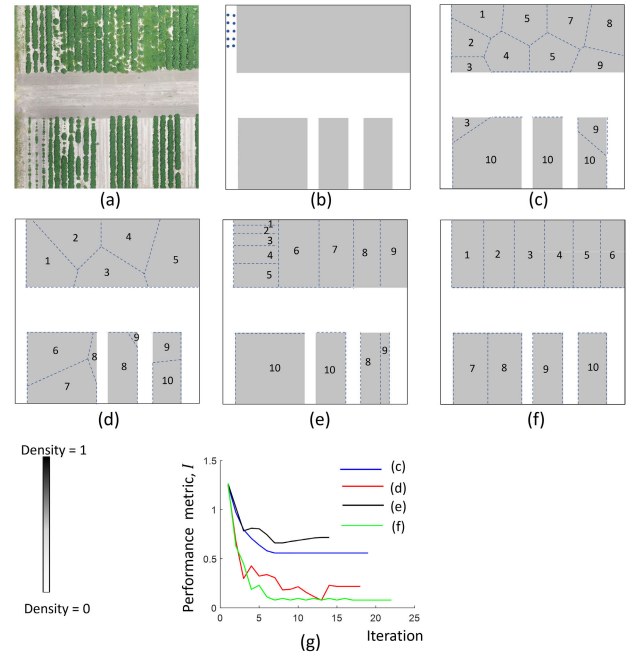 (a)
(b)
1 5 7 8
2 4 5 9
3
3 9
10 10 10
(c)
2 4
1 3 5
6 8 9 9
7 8 10
(d)
1
2
3
4
5
6 7 8 9
10 10 8 9
(e)
1 2 3 4 5 6
7 8 9 10
(f)
Density = 1
Density = 0
Performance metric, I
1.5
1
0.5
0
0 5 10 15 20 25
Iteration
(c)
(d)
(e)
(f)
(g)